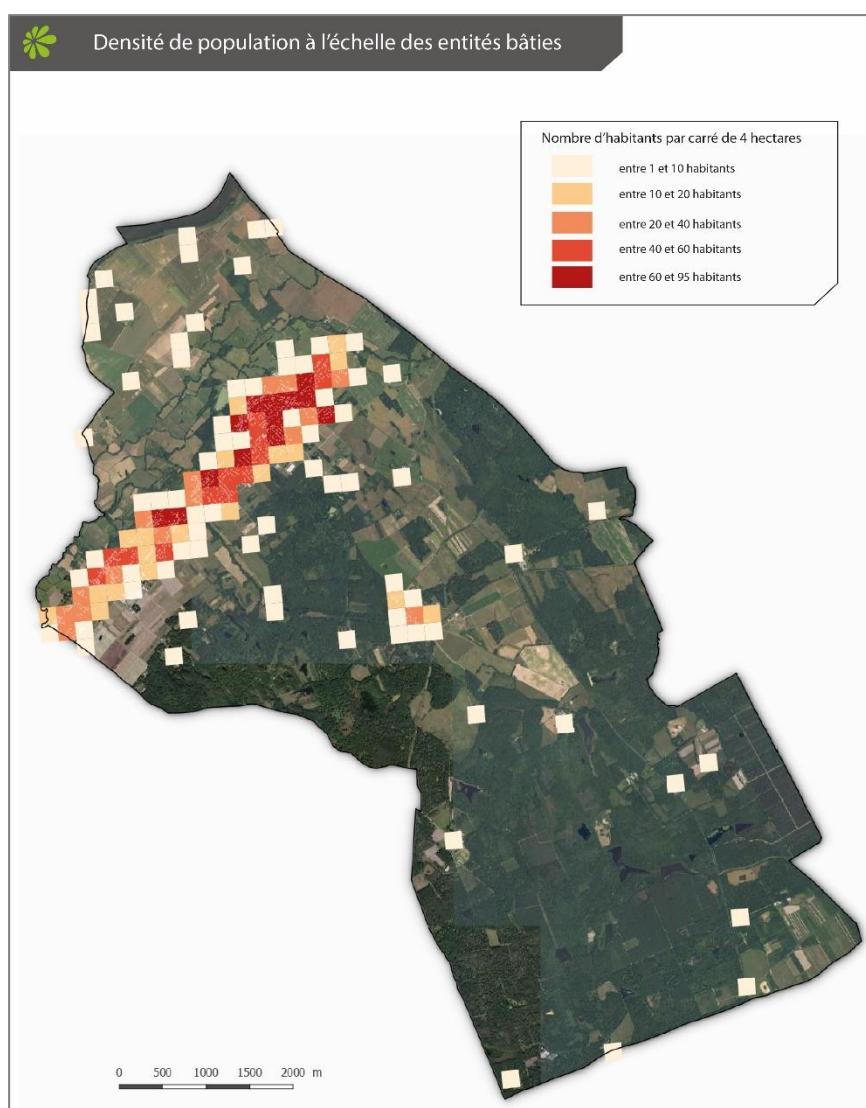 Densité de population à l'échelle des entités bâties
Nombre d'habitants par carré de 4 hectares
entre 1 et 10 habitants
entre 10 et 20 habitants
entre 20 et 40 habitants
entre 40 et 60 habitants
entre 60 et 95 habitants
0 500 1000 1500 2000 m